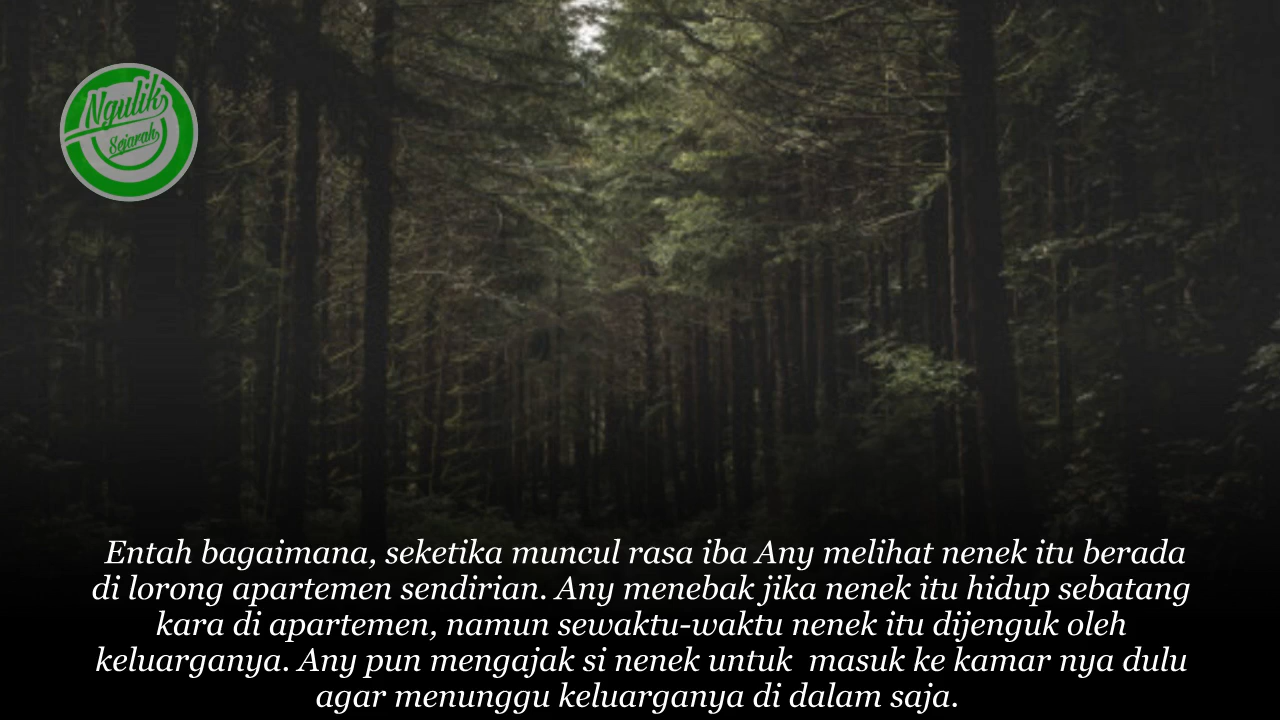 Ngulik
Sejarah
Entah bagaimana, seketika muncul rasa iba Any melihat nenek itu berada
di lorong apartemen sendirian. Any menebak jika nenek itu hidup sebatang
kara di apartemen, namun sewaktu-waktu nenek itu dijenguk oleh
keluarganya. Any pun mengajak si nenek untuk  masuk ke kamar nya dulu
agar menunggu keluarganya di dalam saja.